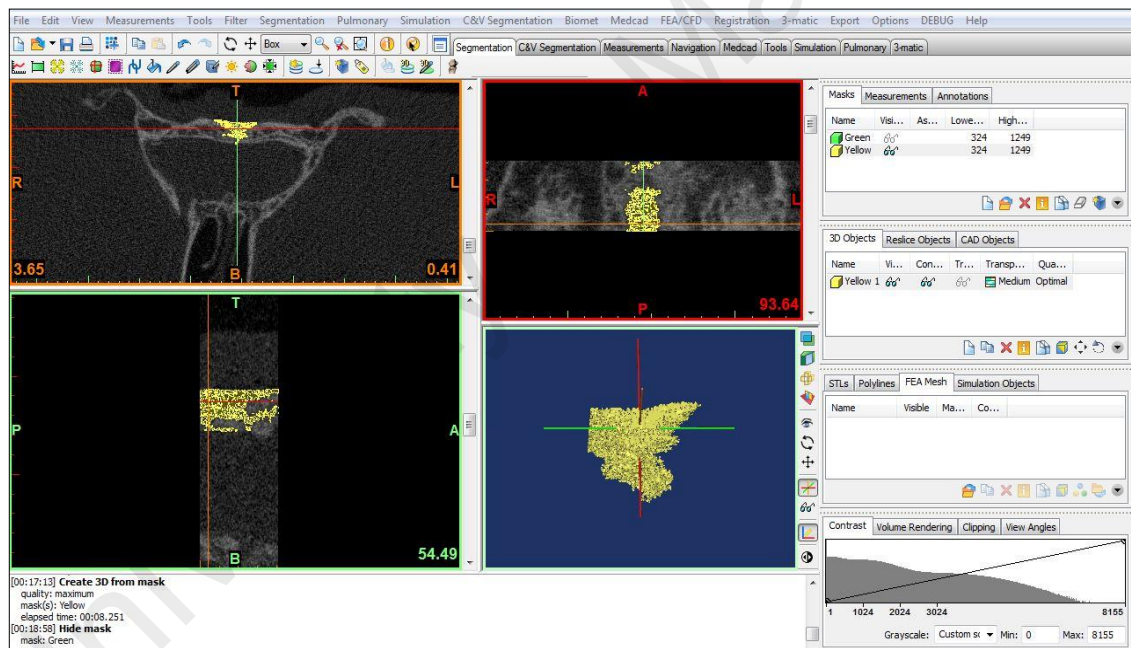 File Edit View Measurements Tools Filter Segmentation Pulmonary Simulation C&V Segmentation Biomet Medcad FEA/CFD Registration 3-matic Export Options DEBUG Help
Box
Segmentation C&V Segmentation Measurements Navigation Medcad Tools Simulation Pulmonary 3-matic
T
R
L
3.65
B
0.41
A
R
L
P
93.64
T
P
A
B
54.49
Masks Measurements Annotations
Name Visi... As... Lowe... High...
Green 324 1249
Yellow 324 1249
3D Objects Reslice Objects CAD Objects
Name Vi... Con... Tr... Transp... Qua...
Yellow 1 Medium Optimal
STLs Polylines FEA Mesh Simulation Objects
Name Visible Ma... Co...
Contrast Volume Rendering Clipping View Angles
1 1024 2024 3024 8155
Grayscale: Custom sc Min: 0 Max: 8155
[00:17:13] Create 3D from mask
quality: maximum
mask(s): Yellow
elapsed time: 00:08.251
[00:18:58] Hide mask
mask: Green